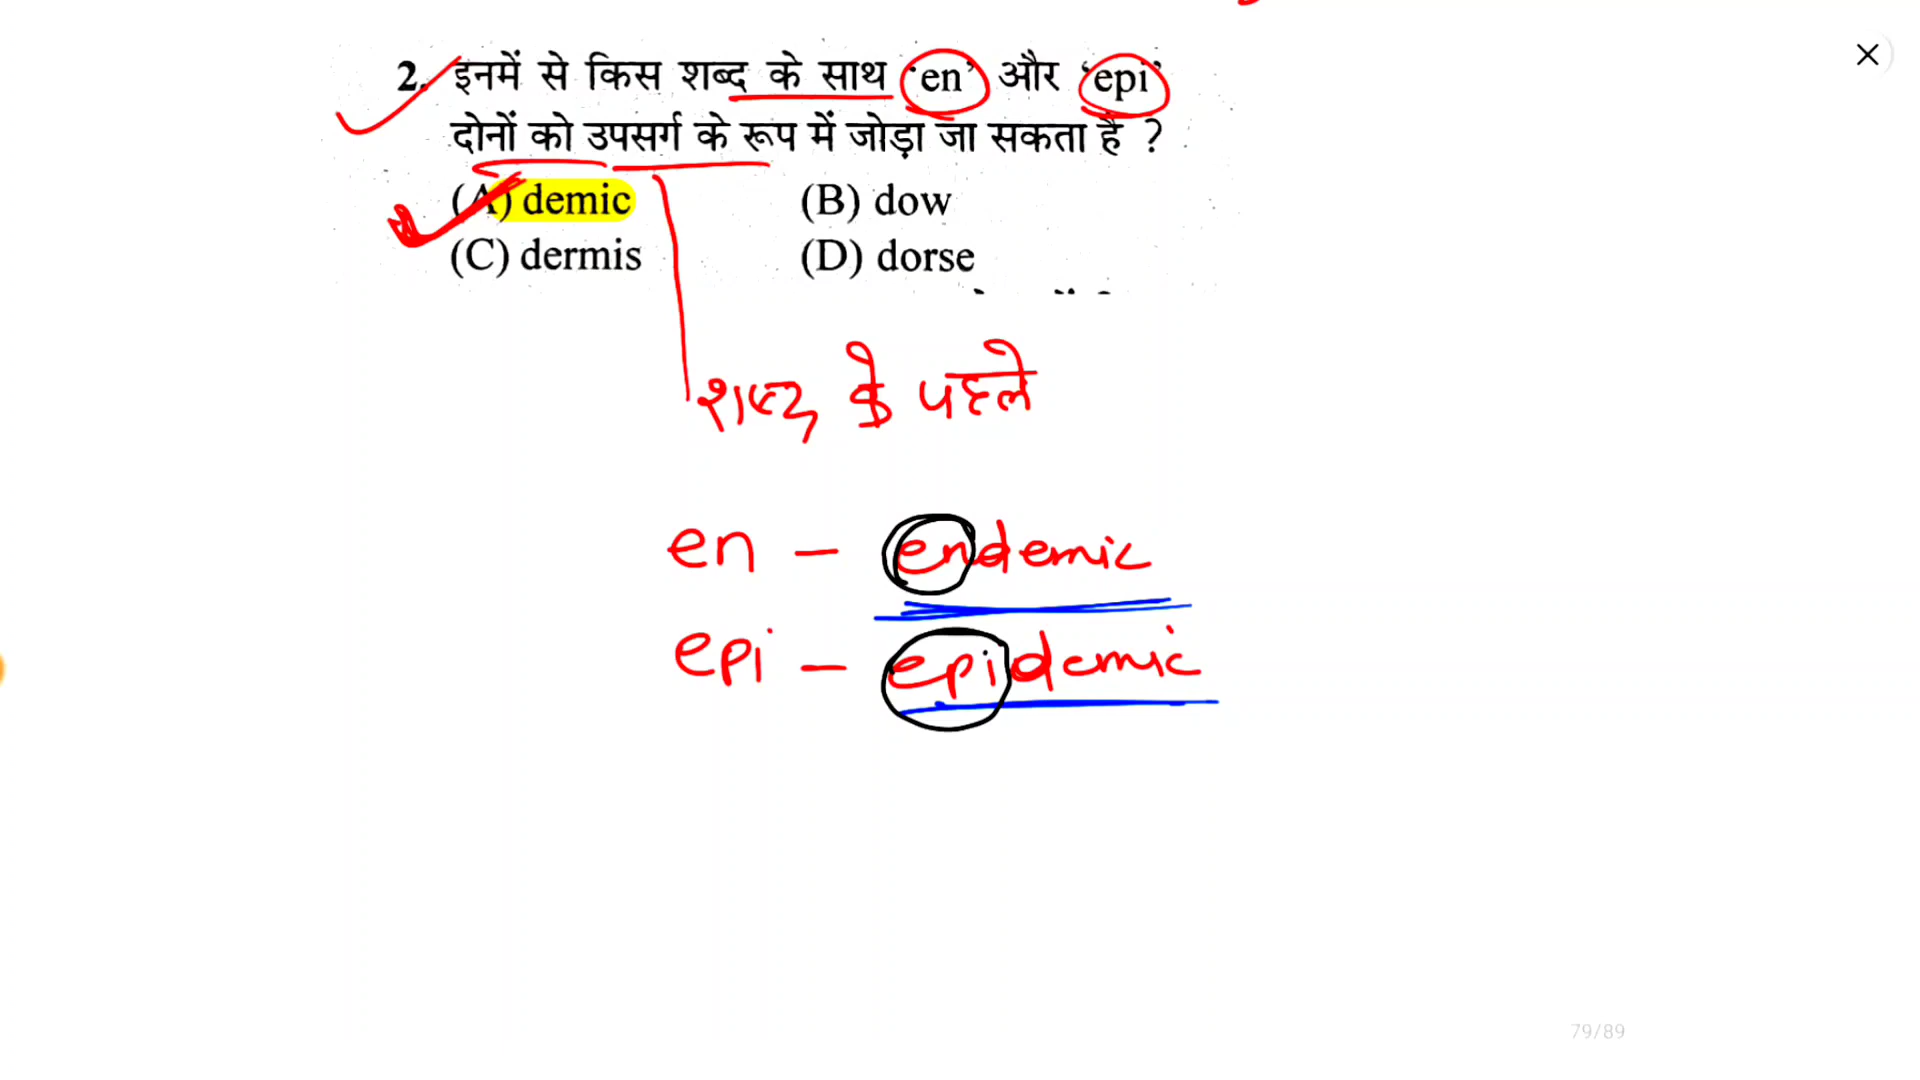 2. इनमें से किस शब्द के साथ ‘en’ और ‘epi’
दोनों को उपसर्ग के रूप में जोड़ा जा सकता है ?
(A) demic (B) dow
(C) dermis (D) dorse
शब्द के पहले
en – endemic
epi – epidemic
79/89